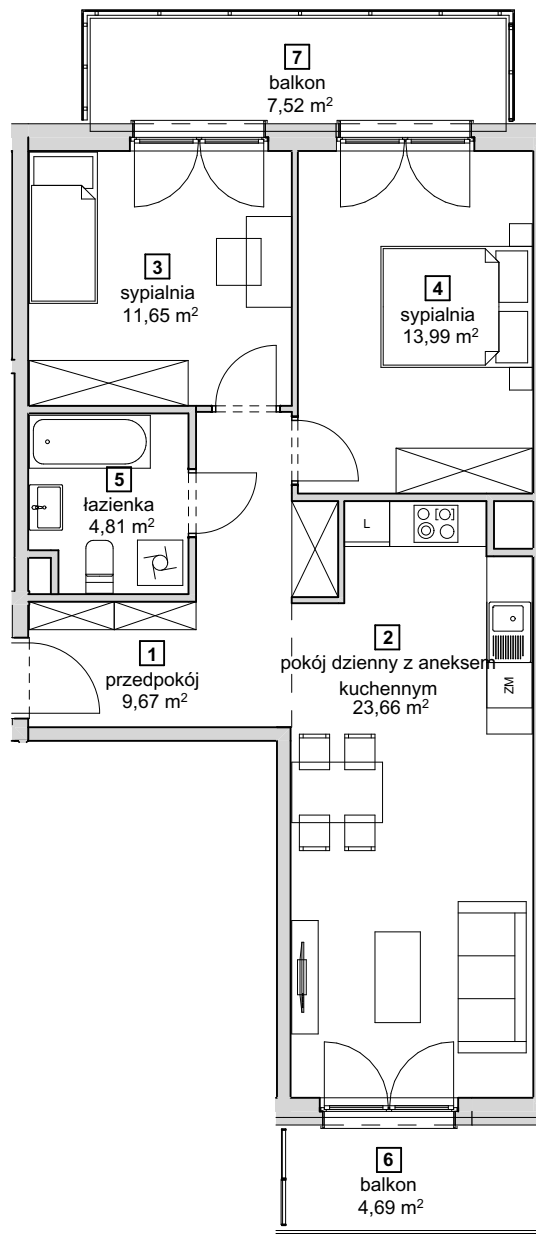 7
balkon
7,52 m²
3
sypialnia
11,65 m²
4
sypialnia
13,99 m²
5
łazienka
4,81 m²
L
1
przedpokój
9,67 m²
2
pokój dzienny z aneksem
kuchennym
23,66 m²
ZM
6
balkon
4,69 m²